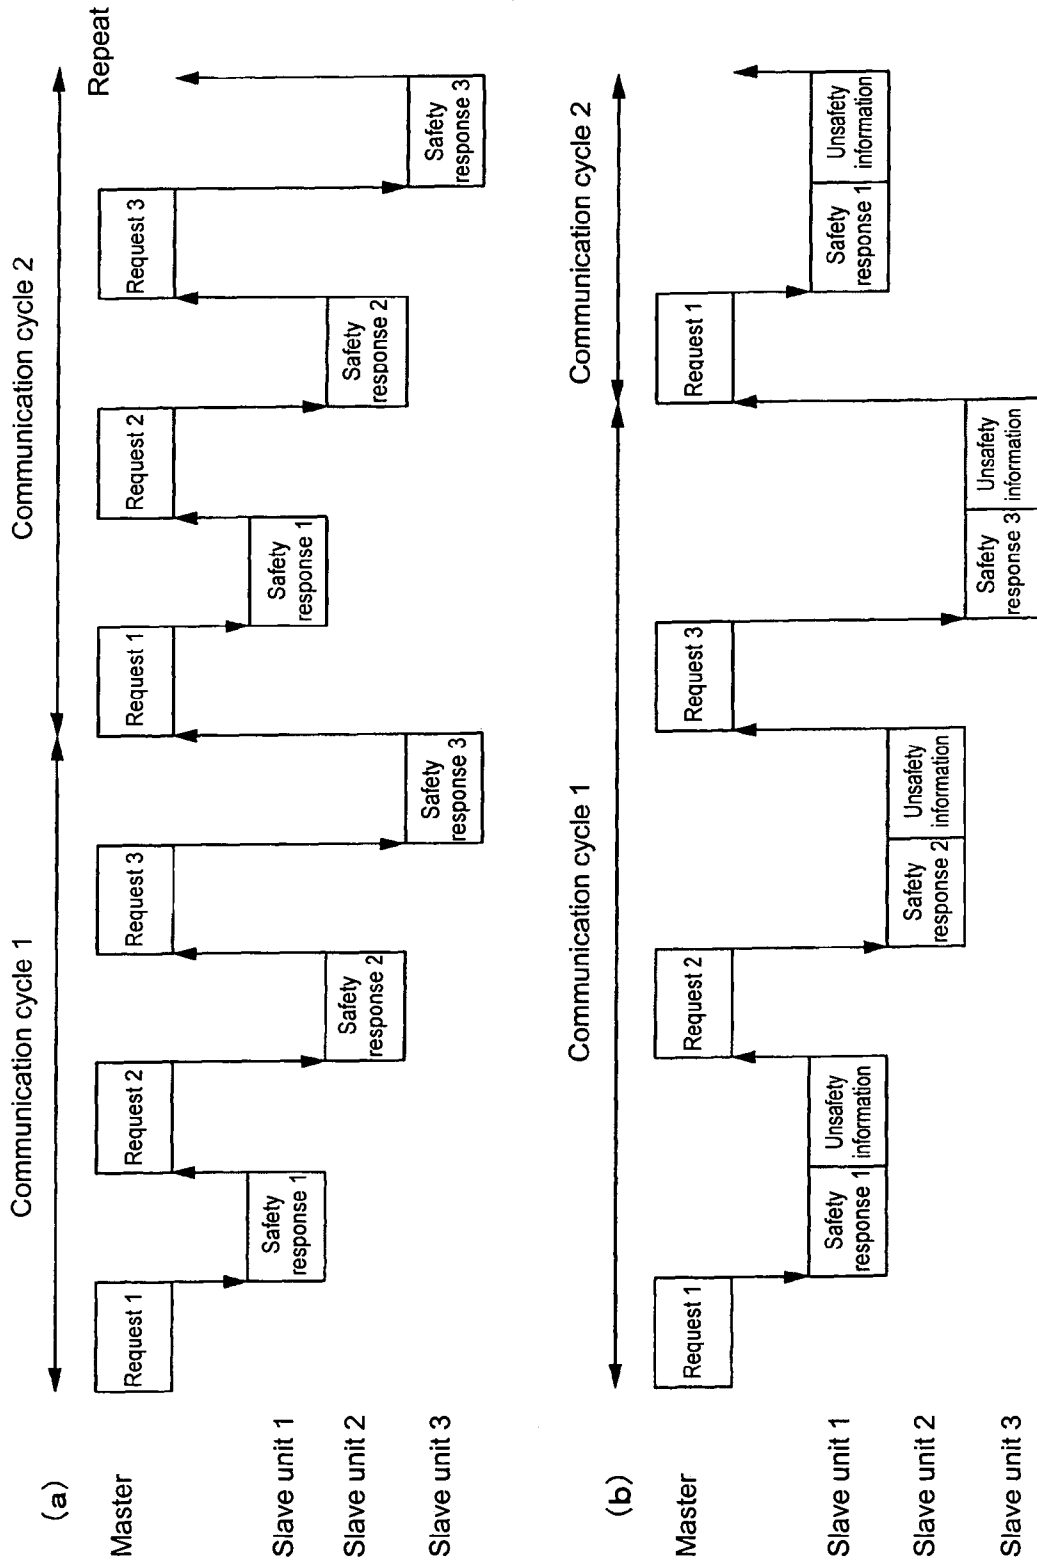 (a)
Communication cycle 1
Communication cycle 2
Repeat
Master
Request 1
Request 2
Request 3
Request 1
Request 2
Request 3
Slave unit 1
Safety
response 1
Safety
response 1
Slave unit 2
Safety
response 2
Safety
response 2
Slave unit 3
Safety
response 3
Safety
response 3
(b)
Communication cycle 1
Communication cycle 2
Master
Request 1
Request 2
Request 3
Request 1
Slave unit 1
Safety
response 1
Unsafety
information
Safety
response 1
Unsafety
information
Slave unit 2
Safety
response 2
Unsafety
information
Slave unit 3
Safety
response 3
Unsafety
information